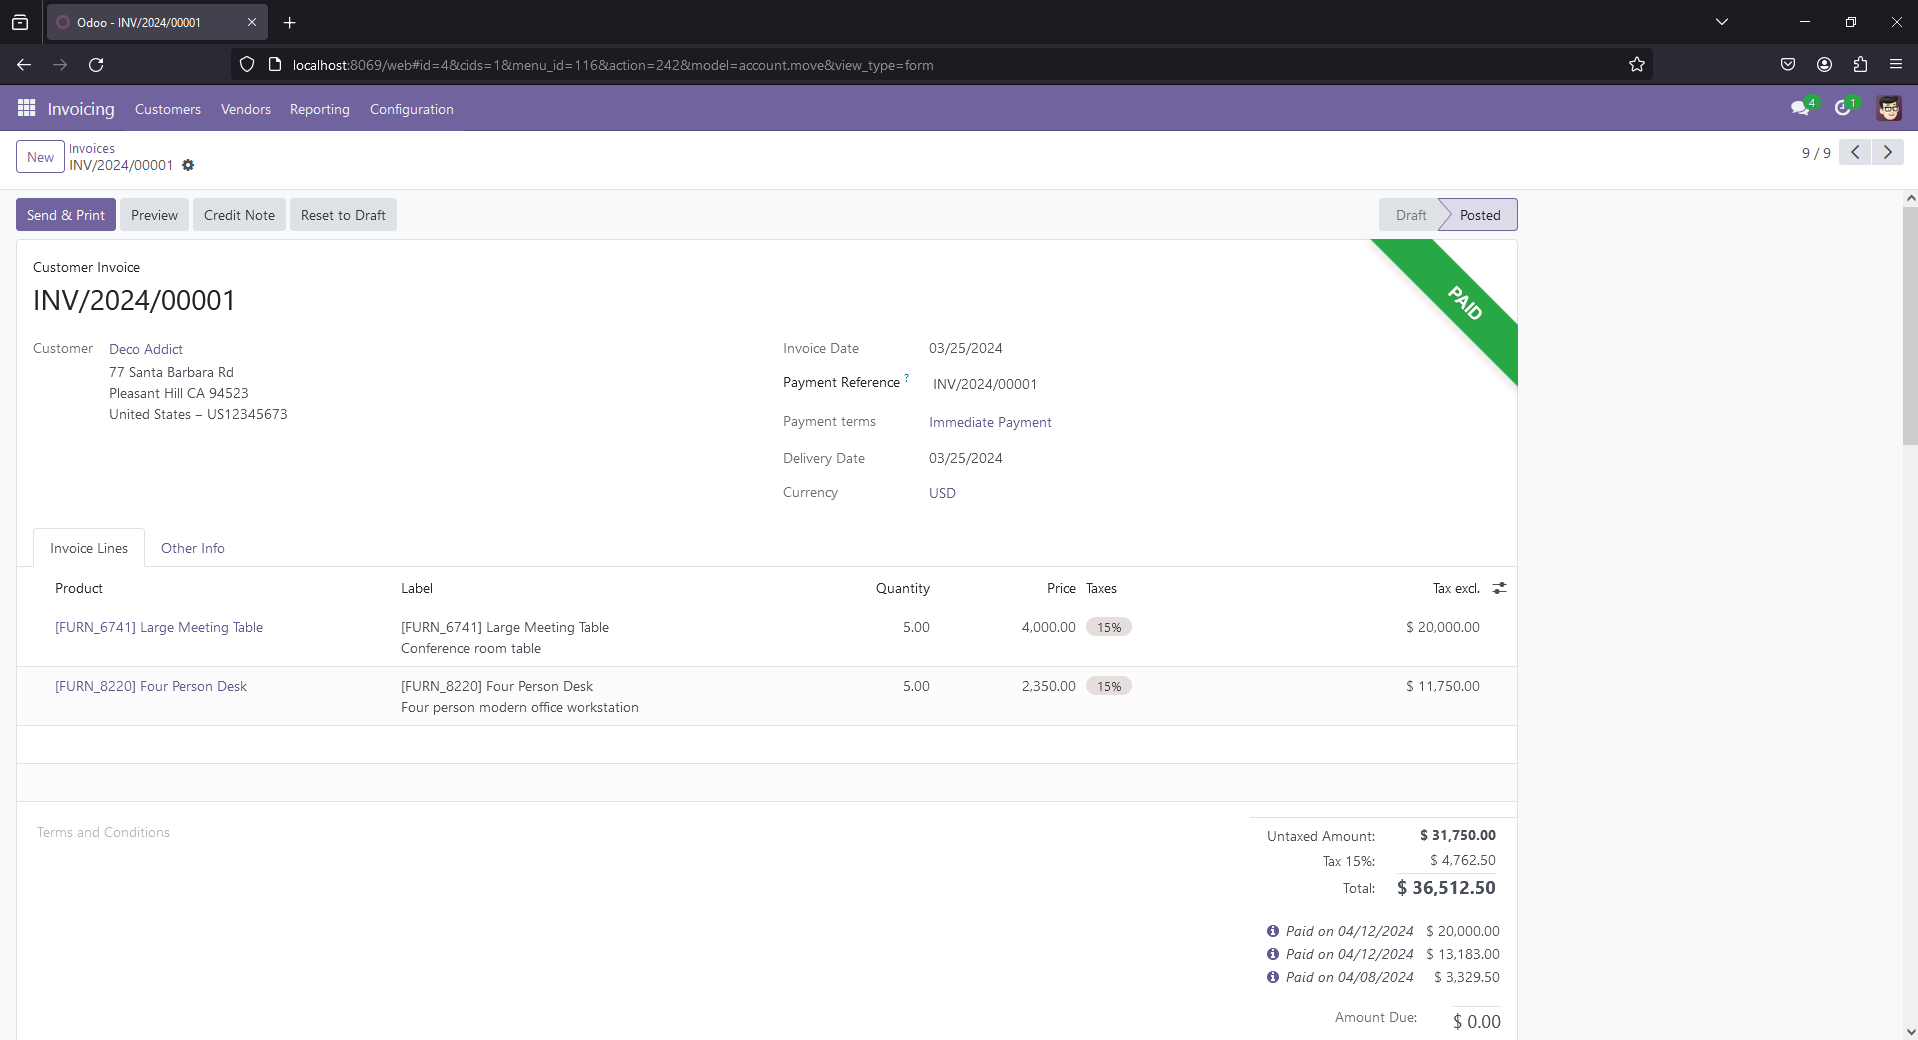 Odoo - INV/2024/00001
localhost:8069/web#id=4&cids=1&menu_id=116&action=242&model=account.move&view_type=form
Invoicing Customers Vendors Reporting Configuration 4 1
New Invoices
INV/2024/00001 9 / 9
Send & Print Preview Credit Note Reset to Draft Draft Posted
PAID
Customer Invoice
INV/2024/00001
Customer Deco Addict
77 Santa Barbara Rd
Pleasant Hill CA 94523
United States – US12345673
Invoice Date 03/25/2024
Payment Reference ? INV/2024/00001
Payment terms Immediate Payment
Delivery Date 03/25/2024
Currency USD
Invoice Lines Other Info
Product Label Quantity Price Taxes Tax excl.
[FURN_6741] Large Meeting Table [FURN_6741] Large Meeting Table 5.00 4,000.00 15% $ 20,000.00
Conference room table
[FURN_8220] Four Person Desk [FURN_8220] Four Person Desk 5.00 2,350.00 15% $ 11,750.00
Four person modern office workstation
Terms and Conditions
Untaxed Amount: $ 31,750.00
Tax 15%: $ 4,762.50
Total: $ 36,512.50
Paid on 04/12/2024 $ 20,000.00
Paid on 04/12/2024 $ 13,183.00
Paid on 04/08/2024 $ 3,329.50
Amount Due: $ 0.00